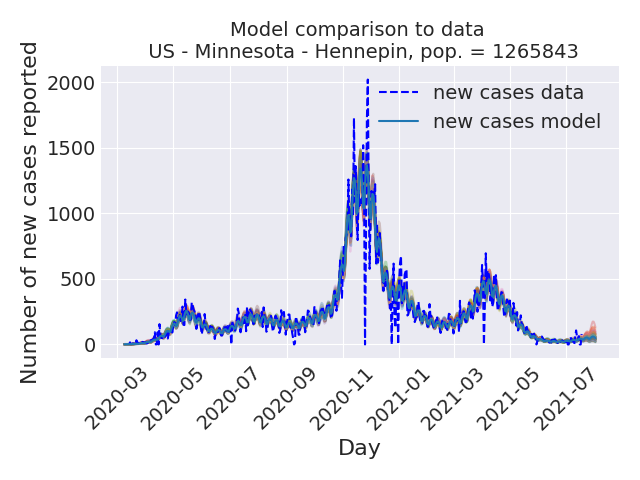 Model comparison to data
US - Minnesota - Hennepin, pop. = 1265843
Number of new cases reported
2000
1500
1000
500
0
new cases data
new cases model
2020-03
2020-05
2020-07
2020-09
2020-11
2021-01
2021-03
2021-05
2021-07
Day